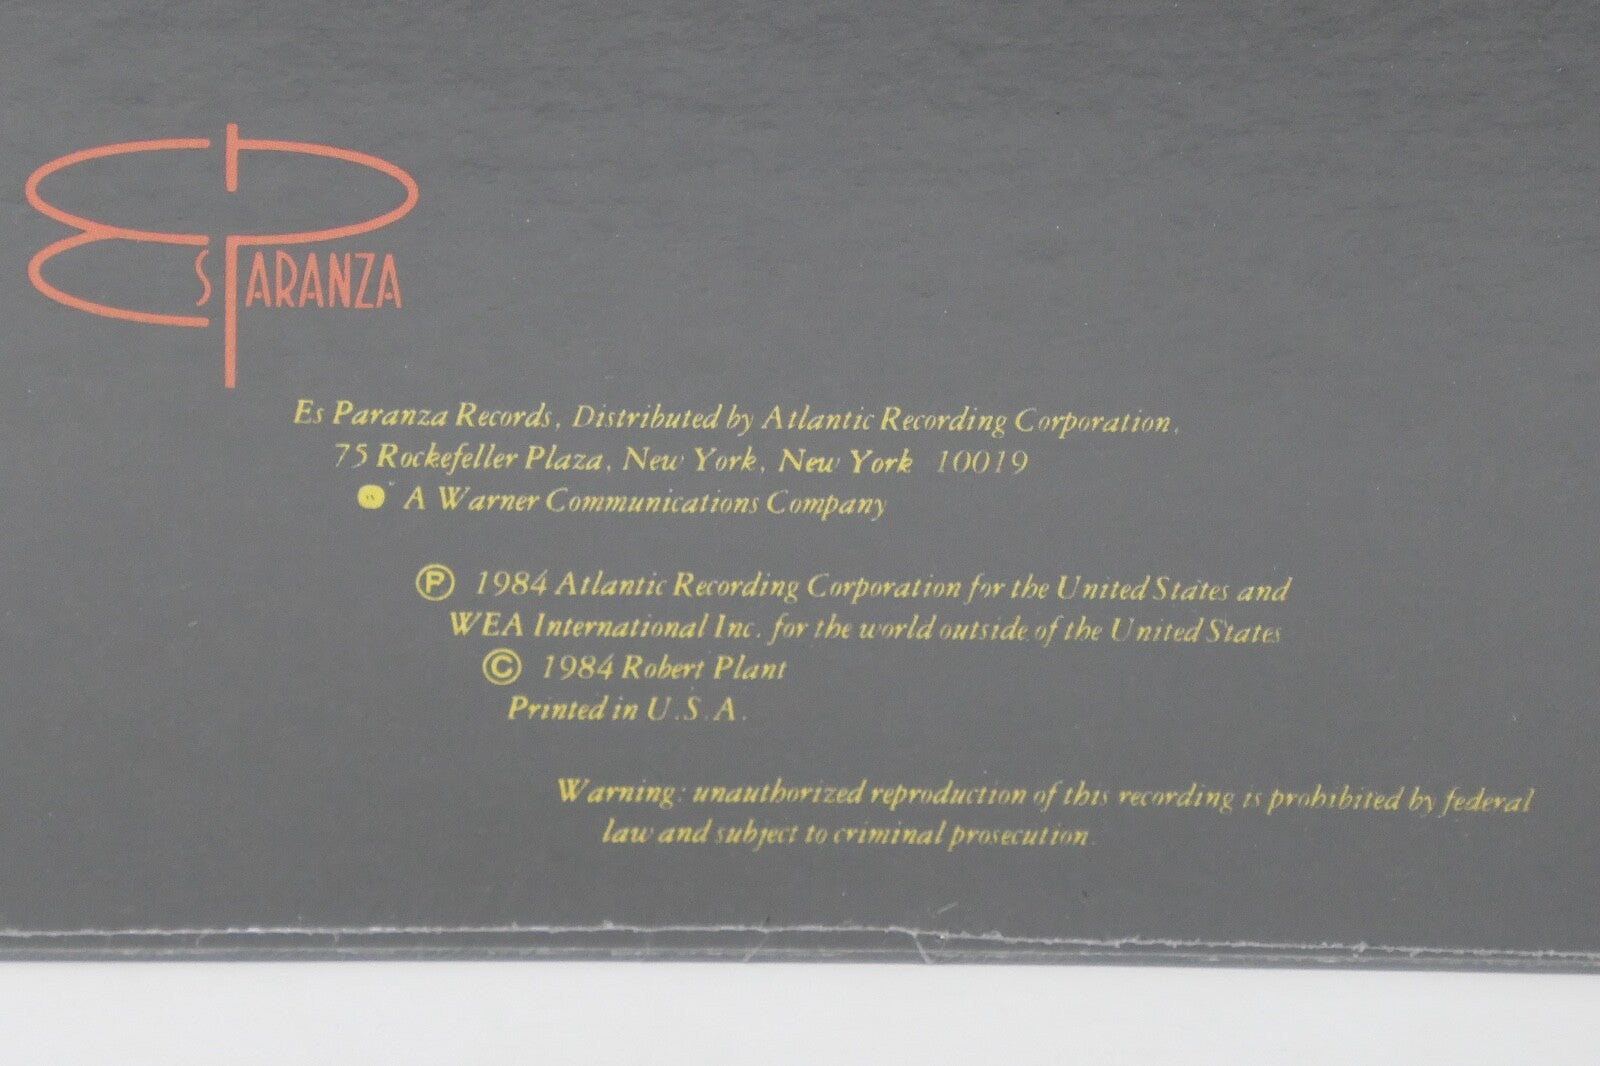 ES PARANZA
Es Paranza Records, Distributed by Atlantic Recording Corporation,
75 Rockefeller Plaza, New York, New York 10019
A Warner Communications Company
Ⓟ 1984 Atlantic Recording Corporation for the United States and
WEA International Inc. for the world outside of the United States
© 1984 Robert Plant
Printed in U.S.A.
Warning: unauthorized reproduction of this recording is prohibited by federal
law and subject to criminal prosecution.